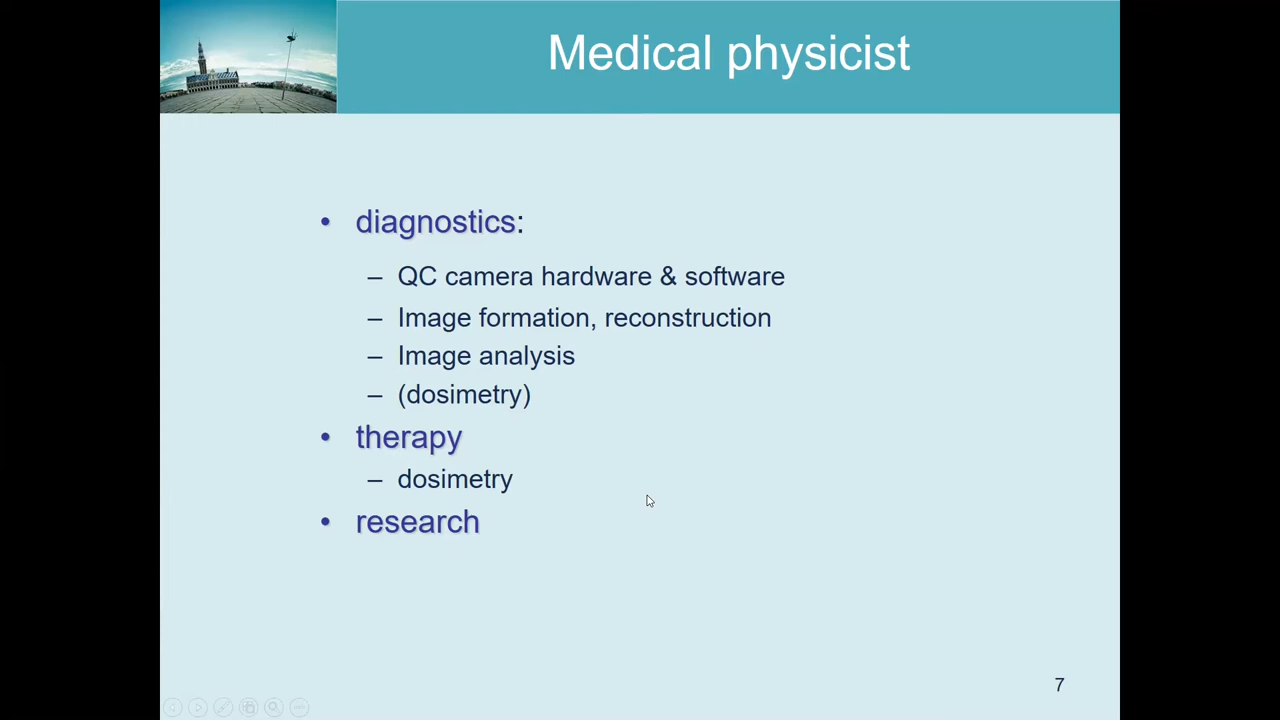 Medical physicist
• diagnostics:
– QC camera hardware & software
– Image formation, reconstruction
– Image analysis
– (dosimetry)
• therapy
– dosimetry
• research
7